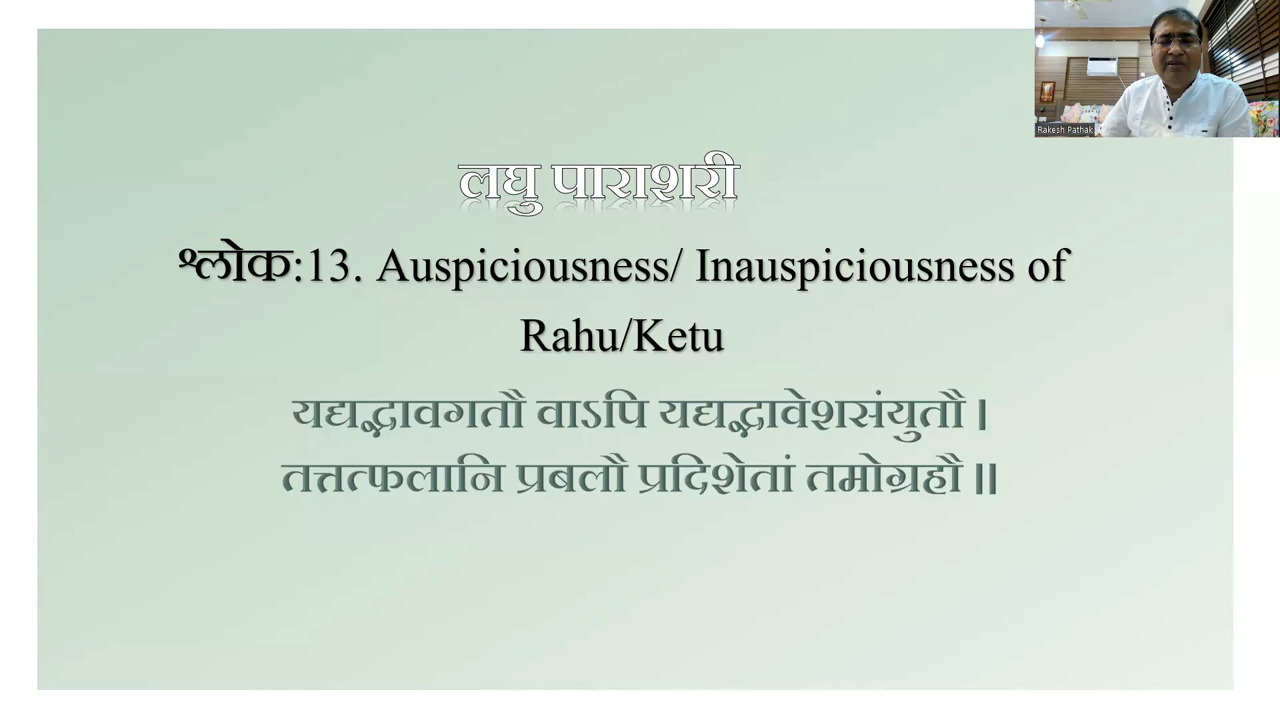 लघु पाराशरी
श्लोक:13. Auspiciousness/ Inauspiciousness of
Rahu/Ketu
यद्यद्भावगतौ वाऽपि यद्यद्भावेशसंयुतौ ।
तत्तत्फलानि प्रबलौ प्रदिशेतां तमोग्रहौ ॥
Rakesh Pathak